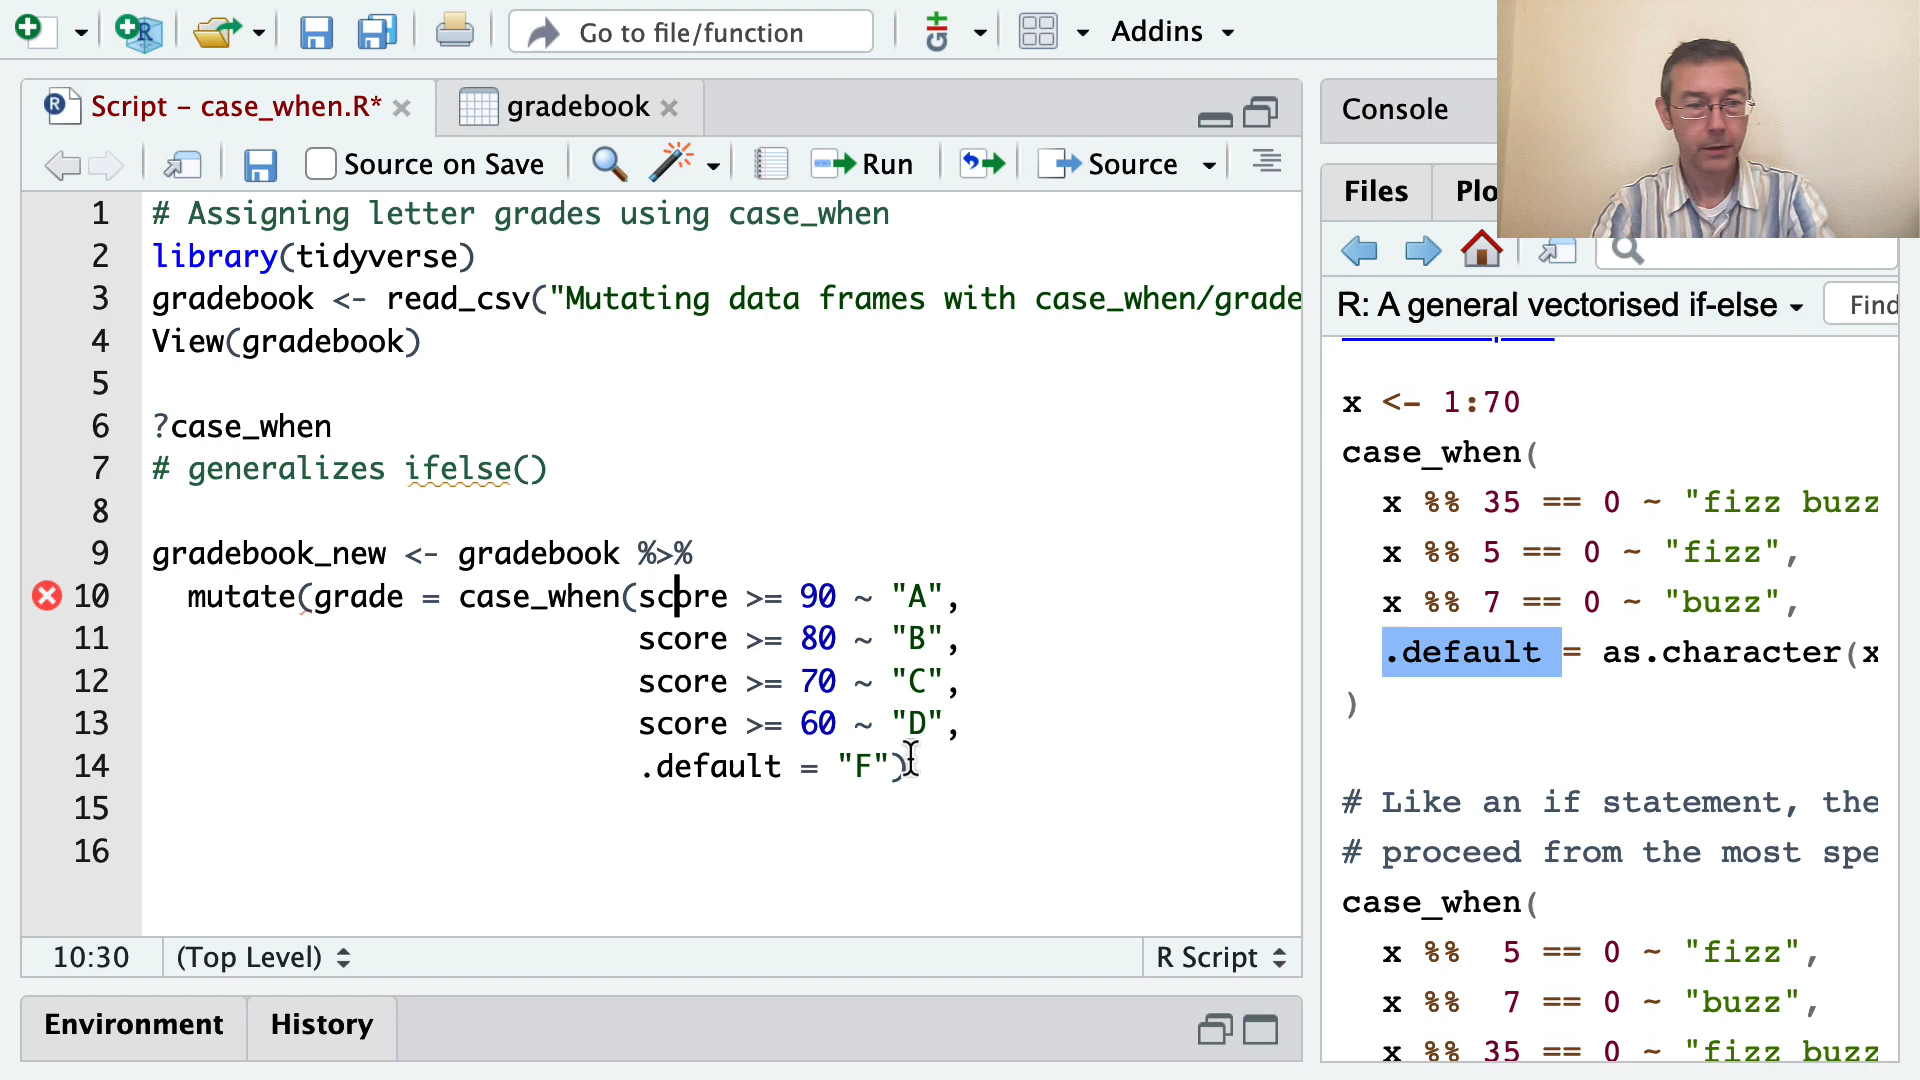 Go to file/function
Addins
Script - case_when.R*
gradebook
Source on Save
Run
Source
1 # Assigning letter grades using case_when
2 library(tidyverse)
3 gradebook <- read_csv("Mutating data frames with case_when/grade
4 View(gradebook)
5
6 ?case_when
7 # generalizes ifelse()
8
9 gradebook_new <- gradebook %>%
10 mutate(grade = case_when(score >= 90 ~ "A",
11 score >= 80 ~ "B",
12 score >= 70 ~ "C",
13 score >= 60 ~ "D",
14 .default = "F")
15
16
10:30
(Top Level)
R Script
Environment
History
Console
Files
Plo
R: A general vectorised if-else
Find
x <- 1:70
case_when(
x %% 35 == 0 ~ "fizz buzz
x %% 5 == 0 ~ "fizz",
x %% 7 == 0 ~ "buzz",
.default = as.character(x
)
# Like an if statement, the
# proceed from the most spe
case_when(
x %% 5 == 0 ~ "fizz",
x %% 7 == 0 ~ "buzz",
x %% 35 == 0 ~ "fizz buzz